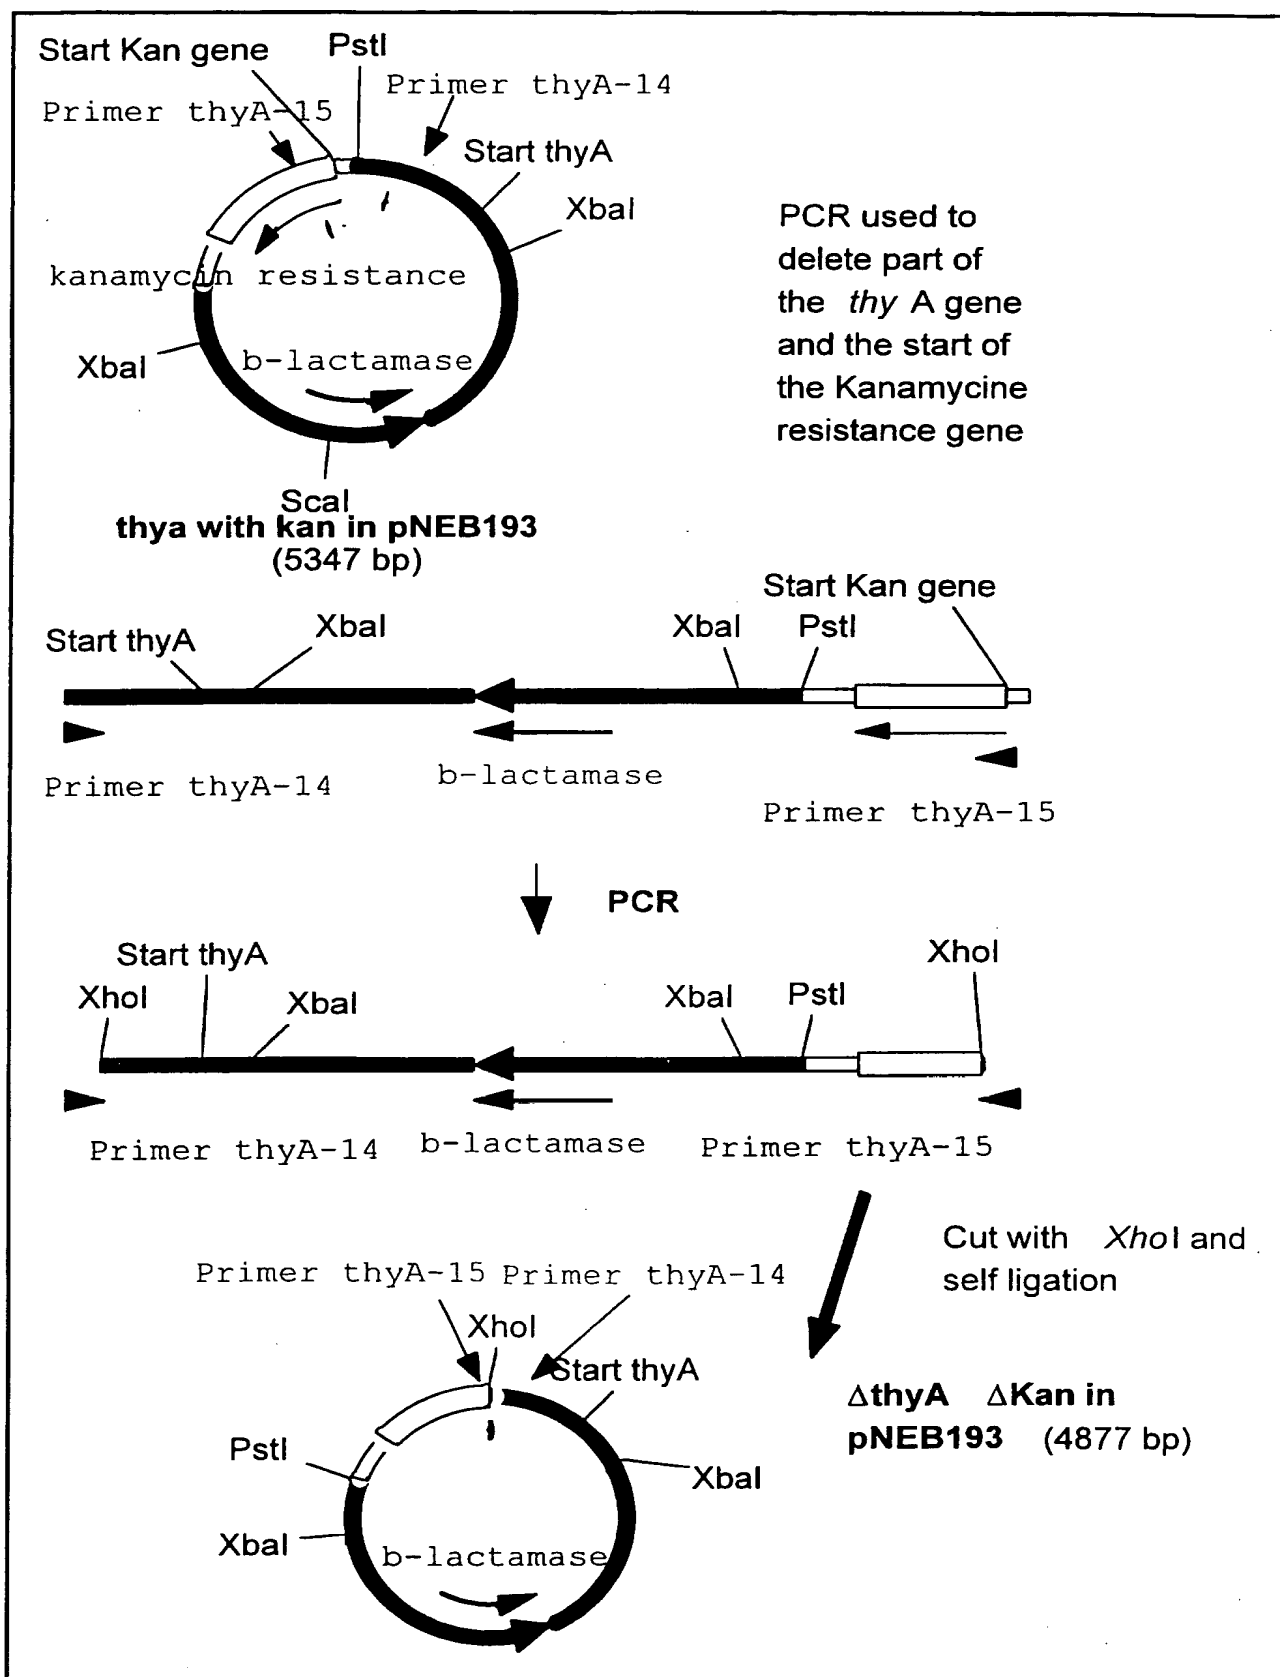 Start Kan gene
PstI
Primer thyA-14
Primer thyA-15
Start thyA
XbaI
kanamycin resistance
XbaI
b-lactamase
ScaI
thya with kan in pNEB193
(5347 bp)
PCR used to
delete part of
the thy A gene
and the start of
the Kanamycine
resistance gene
Start Kan gene
Start thyA
XbaI
XbaI
PstI
Primer thyA-14
b-lactamase
Primer thyA-15
PCR
Start thyA
XhoI
XhoI
XbaI
XbaI
PstI
Primer thyA-14
b-lactamase
Primer thyA-15
Cut with XhoI and
self ligation
Primer thyA-15
Primer thyA-14
XhoI
Start thyA
PstI
XbaI
XbaI
b-lactamase
ΔthyA ΔKan in
pNEB193 (4877 bp)